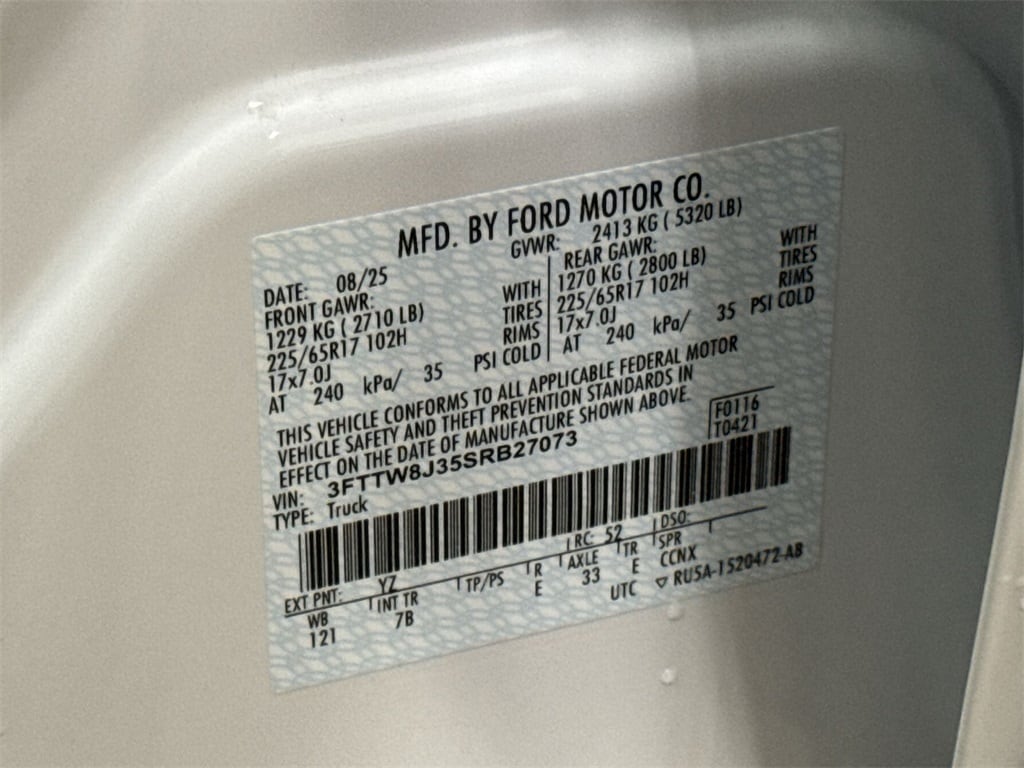 MFD. BY FORD MOTOR CO.
DATE: 08/25
GVWR: 2413 KG ( 5320 LB)
FRONT GAWR:
1229 KG ( 2710 LB) WITH
225/65R17 102H TIRES
17x7.0J RIMS
AT 240 kPa/ 35 PSI COLD
REAR GAWR:
1270 KG ( 2800 LB) WITH
225/65R17 102H TIRES
17x7.0J RIMS
AT 240 kPa/ 35 PSI COLD
THIS VEHICLE CONFORMS TO ALL APPLICABLE FEDERAL MOTOR
VEHICLE SAFETY AND THEFT PREVENTION STANDARDS IN
EFFECT ON THE DATE OF MANUFACTURE SHOWN ABOVE.
VIN: 3FTTW8J35SRB27073
TYPE: Truck
F0116
T0421
EXT PNT: YZ RC: 52 DSO:
WB INT TR TP/PS R AXLE TR SPR
121 7B E 33 E CCNX
UTC ▽ RU5A-1520472-AB